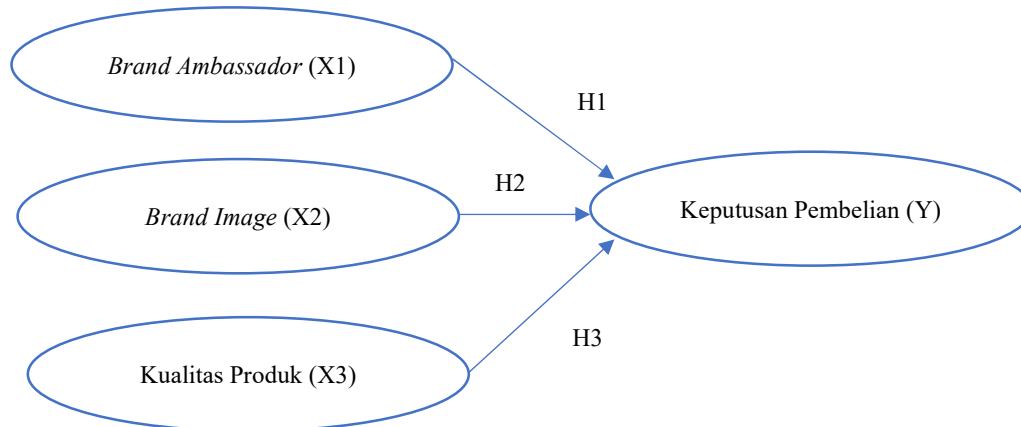 Brand Ambassador (X1)
H1
H2
Brand Image (X2)
Keputusan Pembelian (Y)
H3
Kualitas Produk (X3)